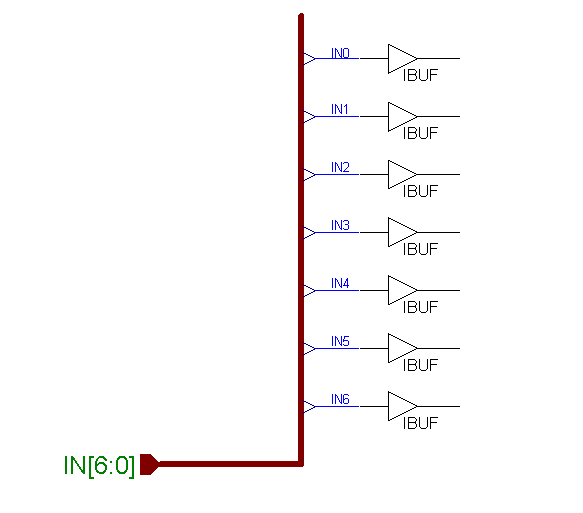 IN0
IBUF
IN1
IBUF
IN2
IBUF
IN3
IBUF
IN4
IBUF
IN5
IBUF
IN6
IBUF
IN[6:0]